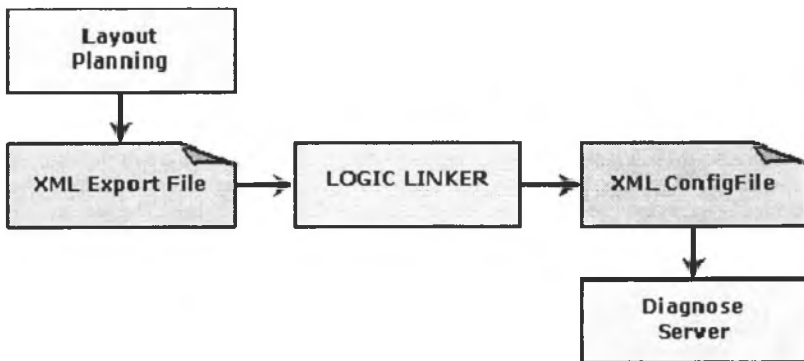 Layout
Planning
XML Export File
LOGIC LINKER
XML ConfigFile
Diagnose
Server